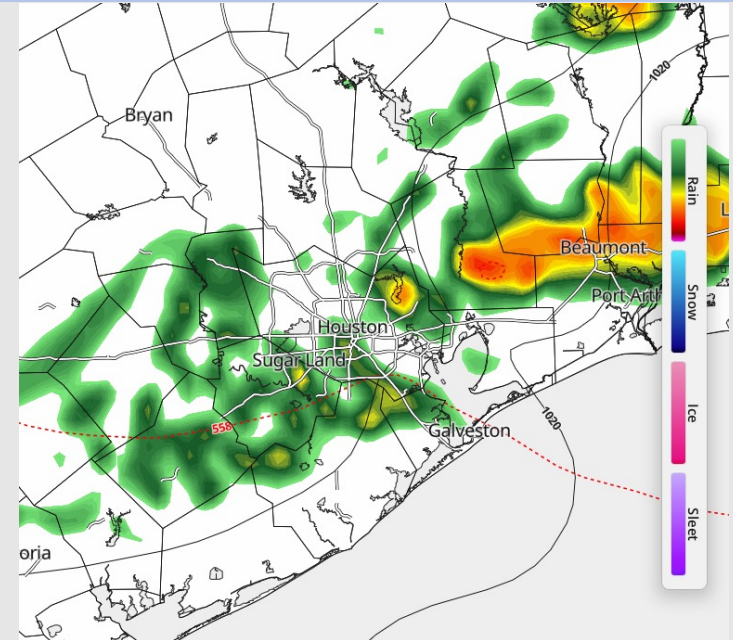 1020
Bryan
Rain
L
Beaumont
Snow
Port Arth
Houston
Sugar Land
Ice
1020
558
Galveston
Sleet
oria